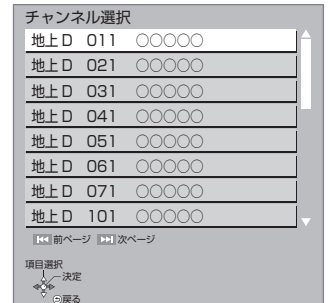 チャンネル選択
地上D 011 ○○○○○
地上D 021 ○○○○○
地上D 031 ○○○○○
地上D 041 ○○○○○
地上D 051 ○○○○○
地上D 061 ○○○○○
地上D 071 ○○○○○
地上D 101 ○○○○○
前ページ 次ページ
項目選択
決定
戻る